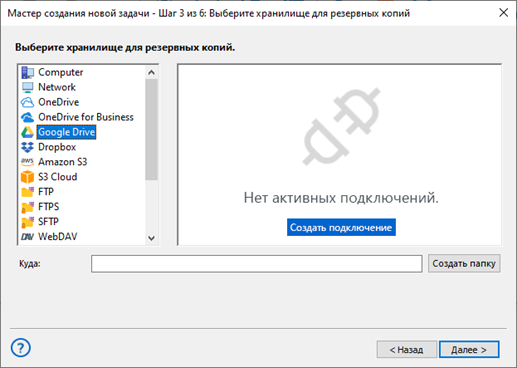 Мастер создания новой задачи - Шаг 3 из 6: Выберите хранилище для резервных копий
Выберите хранилище для резервных копий.
Computer
Network
OneDrive
OneDrive for Business
Google Drive
Dropbox
aws Amazon S3
S3 Cloud
FTP
FTPS
SFTP
DAV WebDAV
Нет активных подключений.
Создать подключение
Куда:
Создать папку
?
< Назад
Далее >